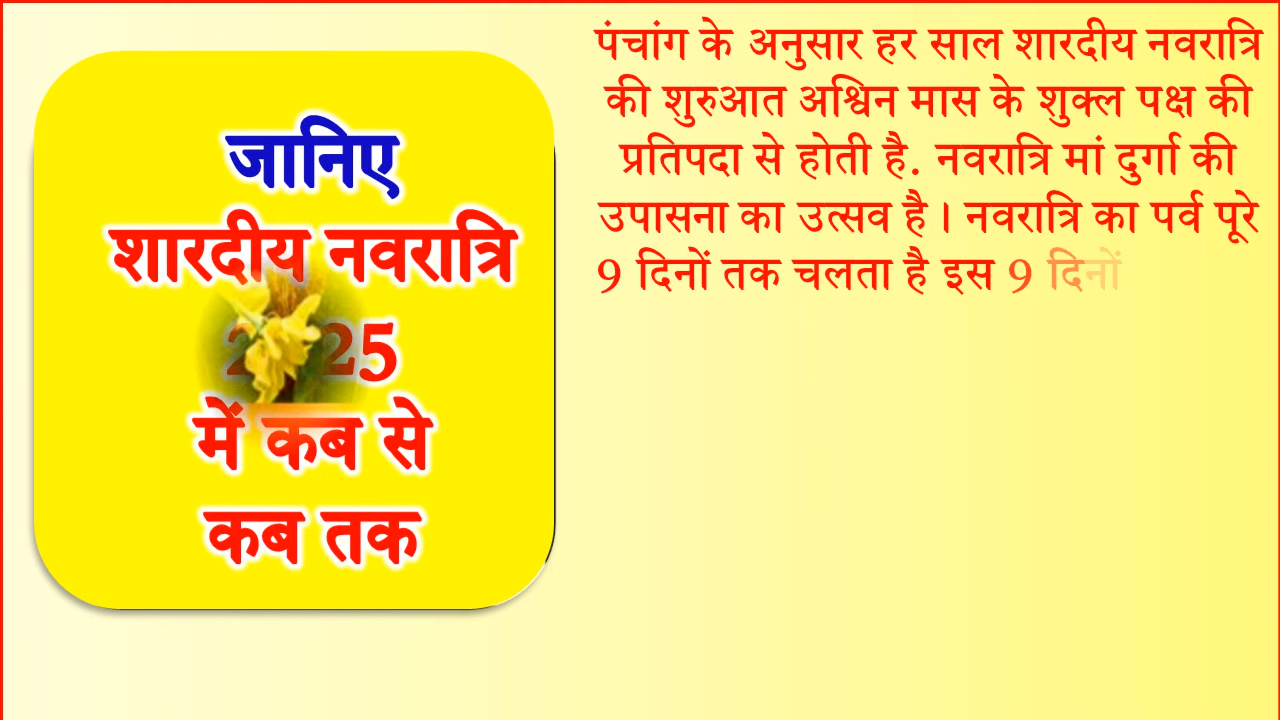 जानिए
शारदीय नवरात्रि
में कब से
कब तक
पंचांग के अनुसार हर साल शारदीय नवरात्रि
की शुरुआत अश्विन मास के शुक्ल पक्ष की
प्रतिपदा से होती है. नवरात्रि मां दुर्गा की
उपासना का उत्सव है। नवरात्रि का पर्व पूरे
9 दिनों तक चलता है इस 9 दिनों